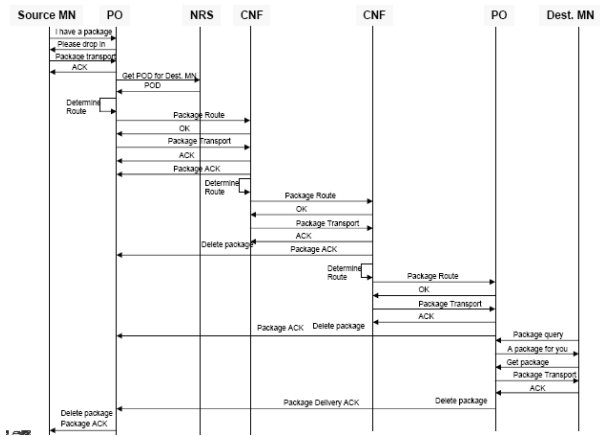 Source MN PO NRS CNF CNF PO Dest. MN
I have a package
Please drop in
Package transport
ACK
Get POD for Dest. MN
POD
Determine
Route
Package Route
OK
Package Transport
ACK
Package ACK
Determine
Route
Package Route
OK
Package Transport
ACK
Delete package
Package ACK
Determine
Route
Package Route
OK
Package Transport
ACK
Delete package
Package ACK
Package query
A package for you
Get package
Package Transport
ACK
Delete package
Package Delivery ACK
Delete package
Package ACK